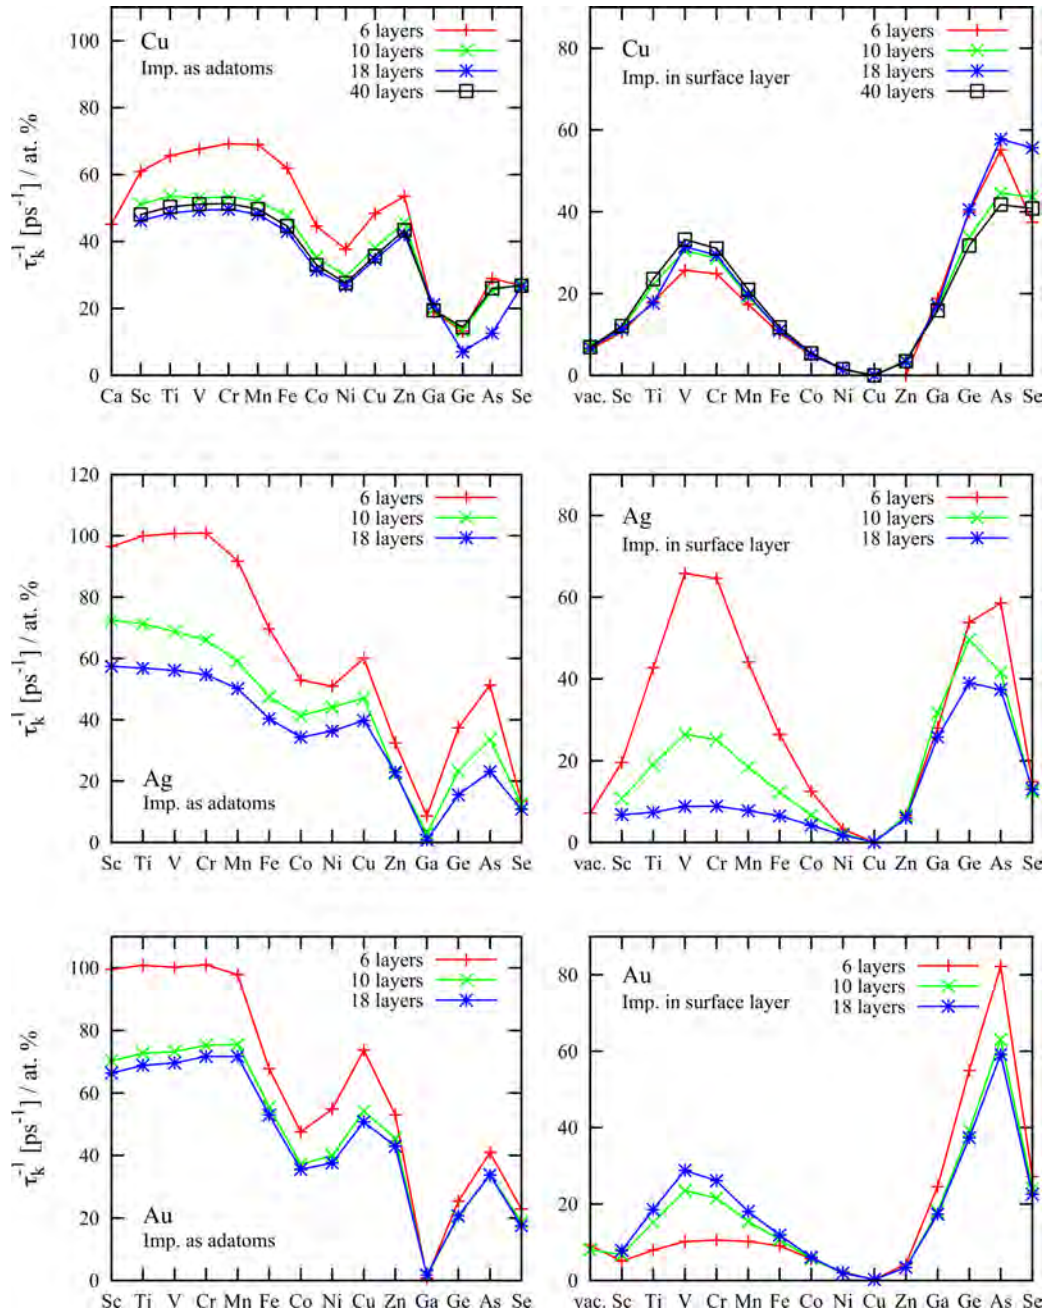 Cu
Imp. as adatoms
6 layers
10 layers
18 layers
40 layers
τk^-1 [ps^-1] / at. %
100
80
60
40
20
0
Ca Sc Ti V Cr Mn Fe Co Ni Cu Zn Ga Ge As Se
Cu
Imp. in surface layer
6 layers
10 layers
18 layers
40 layers
80
60
40
20
0
vac. Sc Ti V Cr Mn Fe Co Ni Cu Zn Ga Ge As Se
6 layers
10 layers
18 layers
τk^-1 [ps^-1] / at. %
120
100
80
60
40
20
0
Ag
Imp. as adatoms
Sc Ti V Cr Mn Fe Co Ni Cu Zn Ga Ge As Se
Ag
Imp. in surface layer
6 layers
10 layers
18 layers
80
60
40
20
0
vac. Sc Ti V Cr Mn Fe Co Ni Cu Zn Ga Ge As Se
6 layers
10 layers
18 layers
τk^-1 [ps^-1] / at. %
100
80
60
40
20
0
Au
Imp. as adatoms
Sc Ti V Cr Mn Fe Co Ni Cu Zn Ga Ge As Se
Au
Imp. in surface layer
6 layers
10 layers
18 layers
80
60
40
20
0
vac. Sc Ti V Cr Mn Fe Co Ni Cu Zn Ga Ge As Se